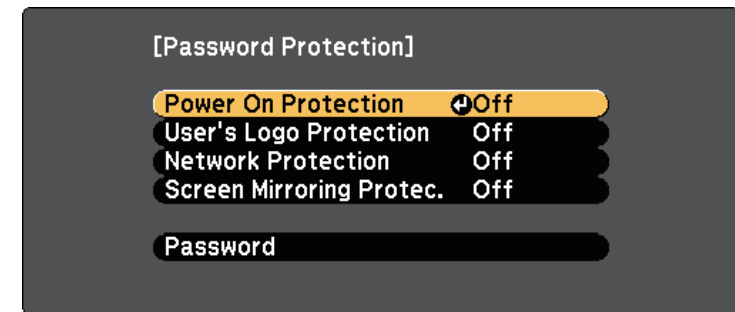 [Password Protection]
Power On Protection Off
User's Logo Protection Off
Network Protection Off
Screen Mirroring Protec. Off
Password